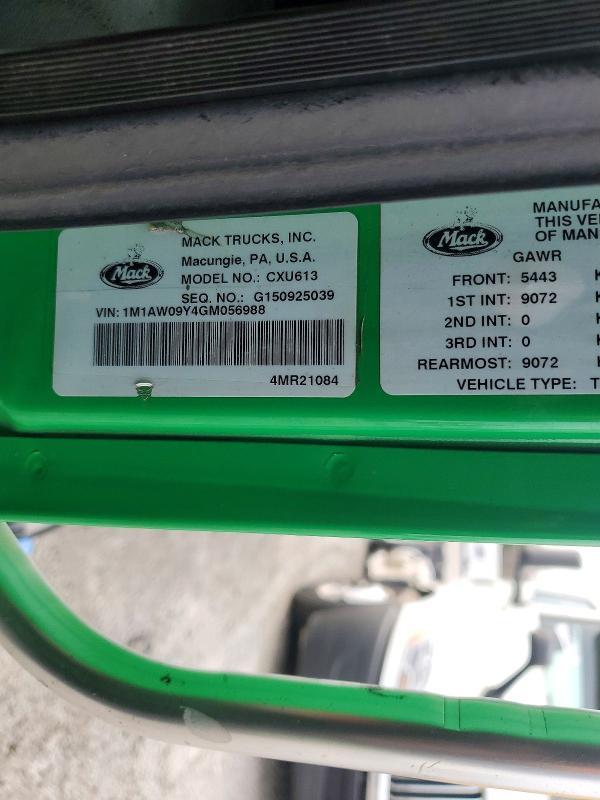 Mack
MACK TRUCKS, INC.
Macungie, PA, U.S.A.
MODEL NO.: CXU613
SEQ. NO.: G150925039
VIN: 1M1AW09Y4GM056988
4MR21084
Mack
MANUFA
THIS VE
OF MAN
GAWR
FRONT: 5443 K
1ST INT: 9072 K
2ND INT: 0 K
3RD INT: 0 K
REARMOST: 9072 K
VEHICLE TYPE: T